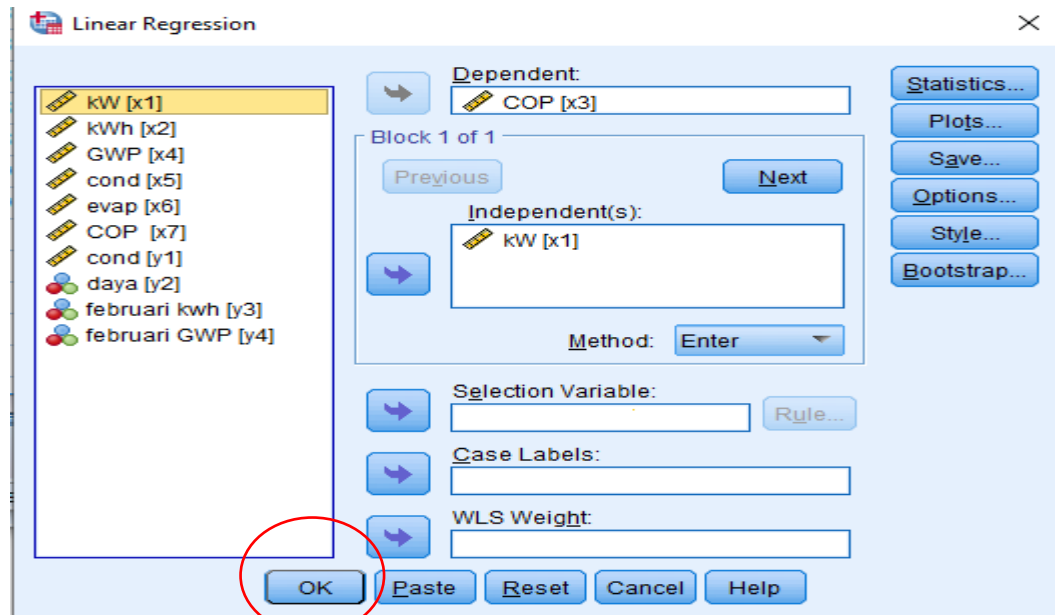 Linear Regression
kW [x1]
kWh [x2]
GWP [x4]
cond [x5]
evap [x6]
COP [x7]
cond [y1]
daya [y2]
februari kwh [y3]
februari GWP [y4]
Dependent:
COP [x3]
Block 1 of 1
Previous
Next
Independent(s):
kW [x1]
Method: Enter
Selection Variable:
Rule...
Case Labels:
WLS Weight:
Statistics...
Plots...
Save...
Options...
Style...
Bootstrap...
OK Paste Reset Cancel Help